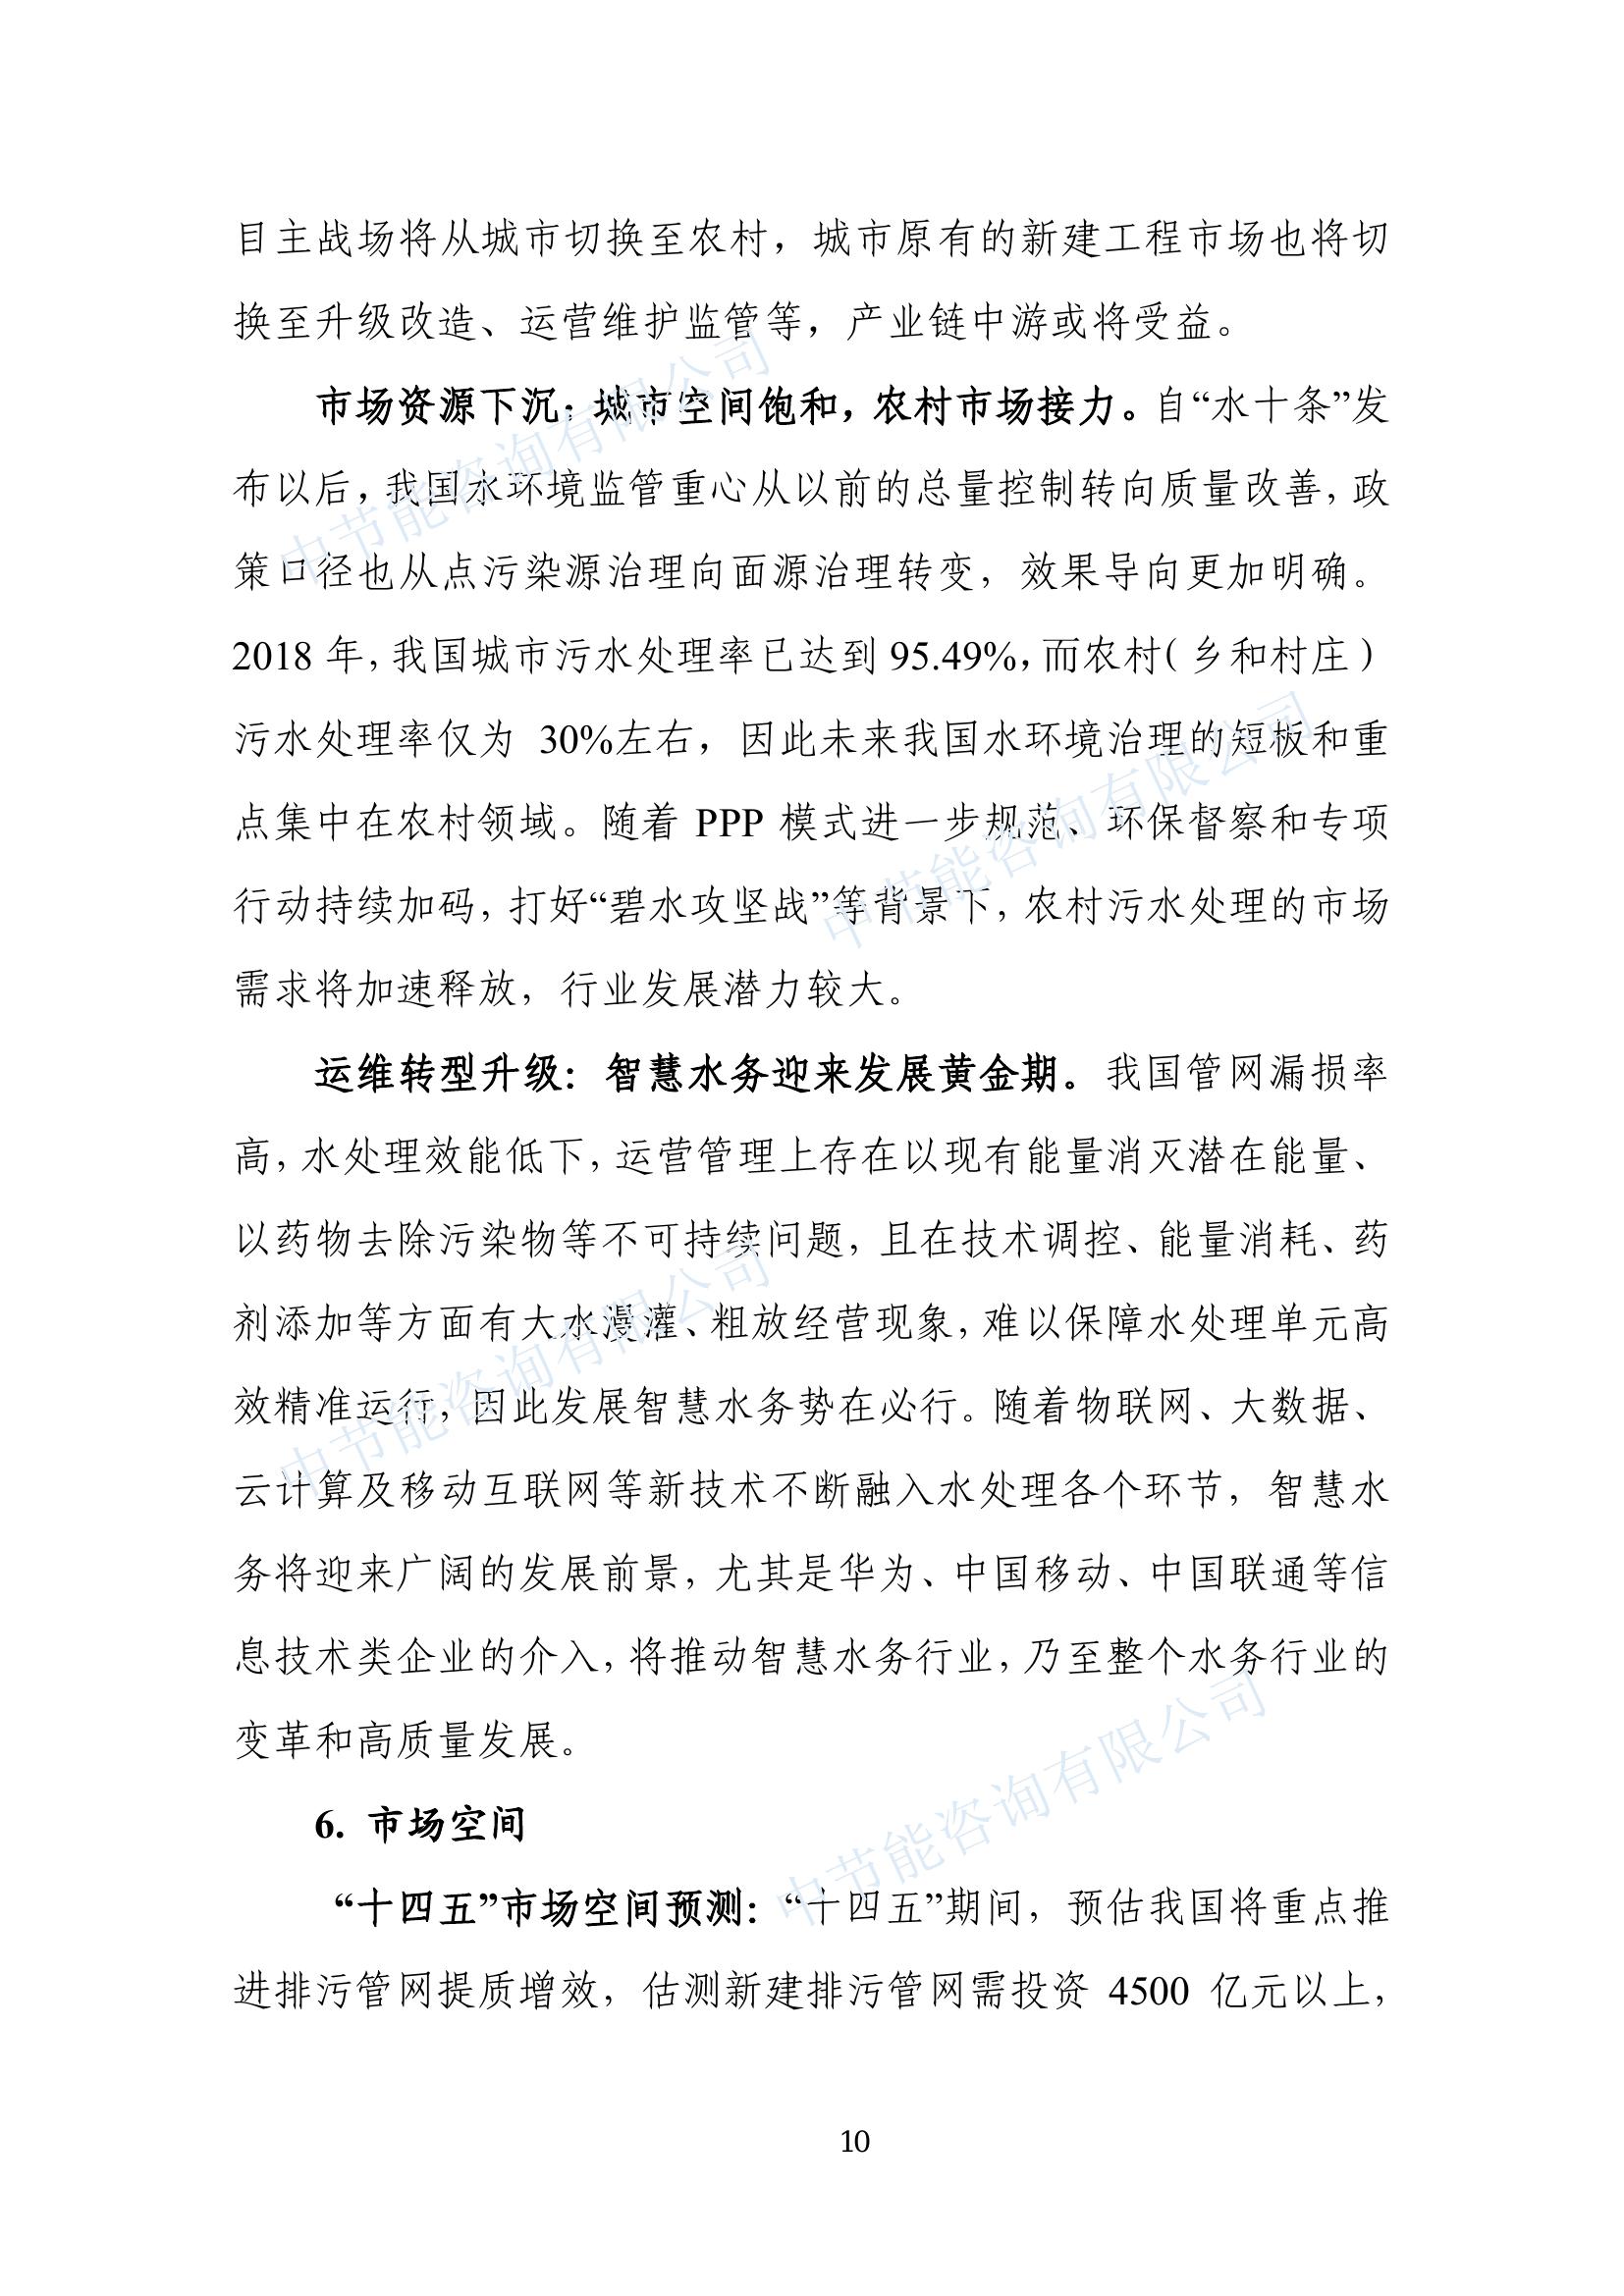 目主战场将从城市切换至农村，城市原有的新建工程市场也将切
换至升级改造、运营维护监管等，产业链中游或将受益。
市场资源下沉：城市空间饱和，农村市场接力。自“水十条”发
布以后，我国水环境监管重心从以前的总量控制转向质量改善，政
策口径也从点污染源治理向面源治理转变，效果导向更加明确。
2018 年，我国城市污水处理率已达到 95.49%，而农村（乡和村庄）
污水处理率仅为 30%左右，因此未来我国水环境治理的短板和重
点集中在农村领域。随着 PPP 模式进一步规范、环保督察和专项
行动持续加码，打好“碧水攻坚战”等背景下，农村污水处理的市场
需求将加速释放，行业发展潜力较大。
运维转型升级：智慧水务迎来发展黄金期。我国管网漏损率
高，水处理效能低下，运营管理上存在以现有能量消灭潜在能量、
以药物去除污染物等不可持续问题，且在技术调控、能量消耗、药
剂添加等方面有大水漫灌、粗放经营现象，难以保障水处理单元高
效精准运行，因此发展智慧水务势在必行。随着物联网、大数据、
云计算及移动互联网等新技术不断融入水处理各个环节，智慧水
务将迎来广阔的发展前景，尤其是华为、中国移动、中国联通等信
息技术类企业的介入，将推动智慧水务行业，乃至整个水务行业的
变革和高质量发展。
6. 市场空间
“十四五”市场空间预测：“十四五”期间，预估我国将重点推
进排污管网提质增效，估测新建排污管网需投资 4500 亿元以上，
10
中节能咨询有限公司
中节能咨询有限公司
中节能咨询有限公司
中节能咨询有限公司